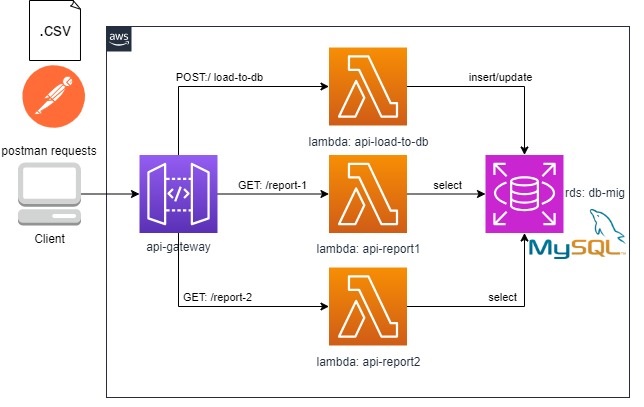 .CSV
aws
POST:/ load-to-db
insert/update
lambda: api-load-to-db
postman requests
GET: /report-1
select
rds: db-mig
Client
api-gateway
lambda: api-report1
MySQL
GET: /report-2
select
lambda: api-report2